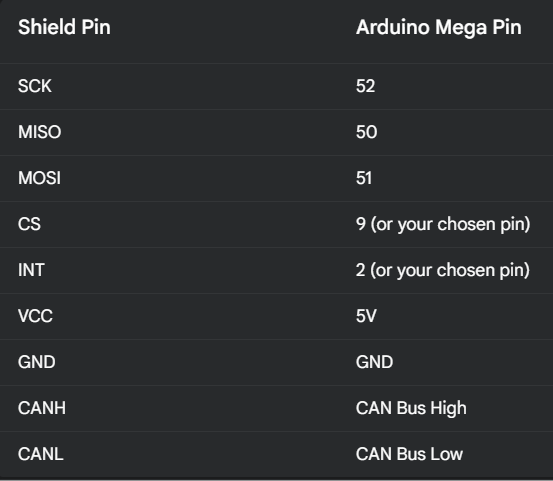 Shield Pin Arduino Mega Pin
SCK 52
MISO 50
MOSI 51
CS 9 (or your chosen pin)
INT 2 (or your chosen pin)
VCC 5V
GND GND
CANH CAN Bus High
CANL CAN Bus Low